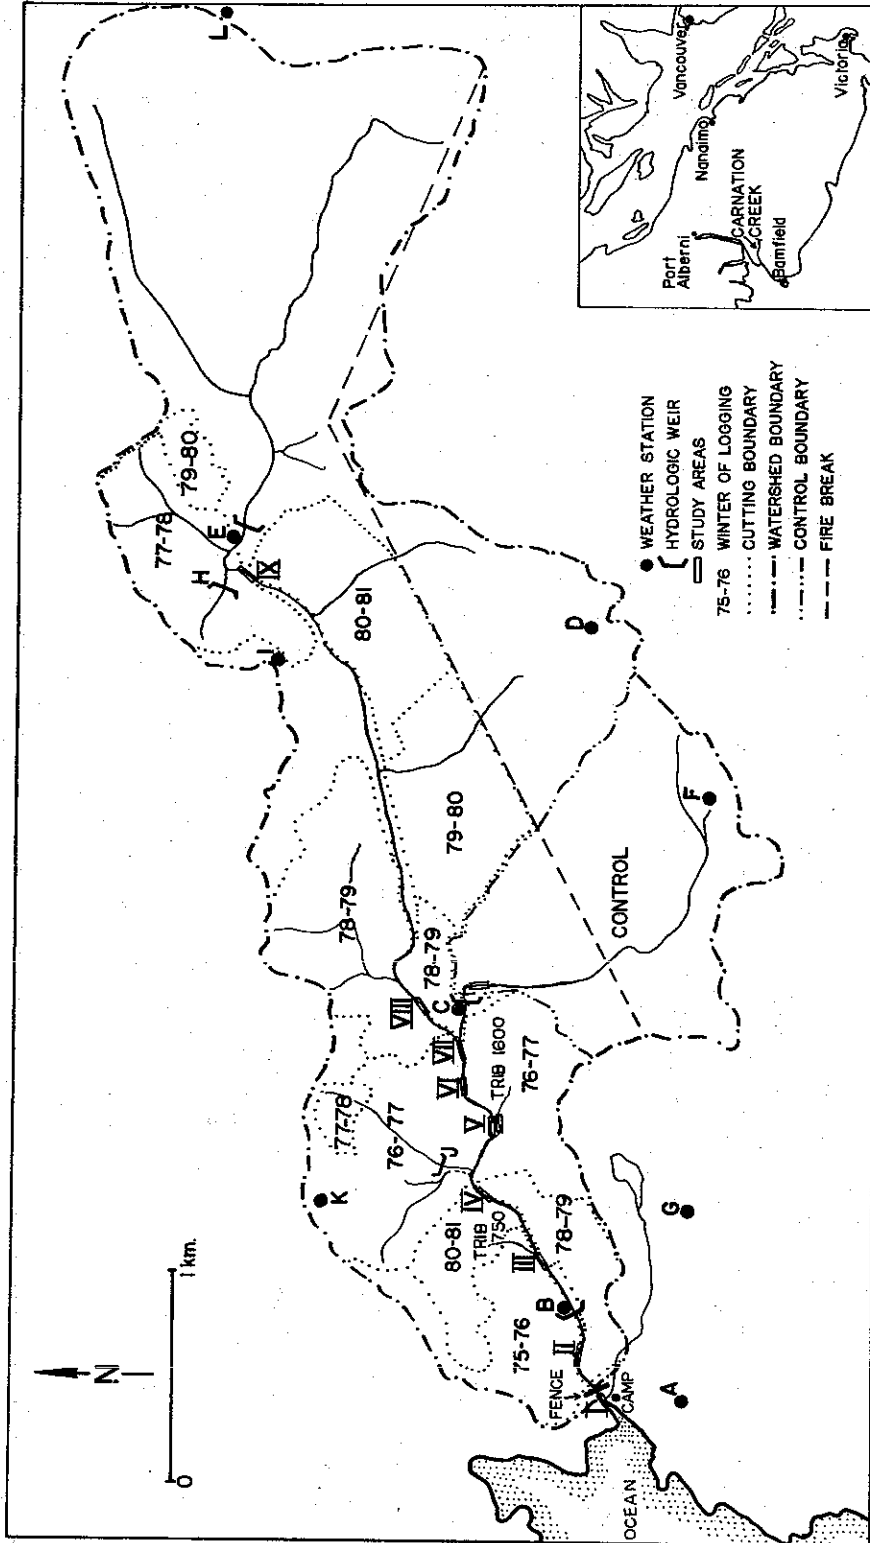 N
0
1 km.
OCEAN
FENCE
CAMP
I
A
II
75-76
B
III
TRIB
750
80-81
IV
78-79
G
K
J
77-78
76-77
V
VI
TRIB 1600
76-77
VII
VIII
C
78-79
78-79
CONTROL
F
79-80
D
80-81
I
H
IX
E
77-78
79-80
L
WEATHER STATION
HYDROLOGIC WEIR
STUDY AREAS
75-76 WINTER OF LOGGING
CUTTING BOUNDARY
WATERSHED BOUNDARY
CONTROL BOUNDARY
FIRE BREAK
Port
Alberni
CARNATION
CREEK
Bamfield
Nanaimo
Vancouver
Victoria